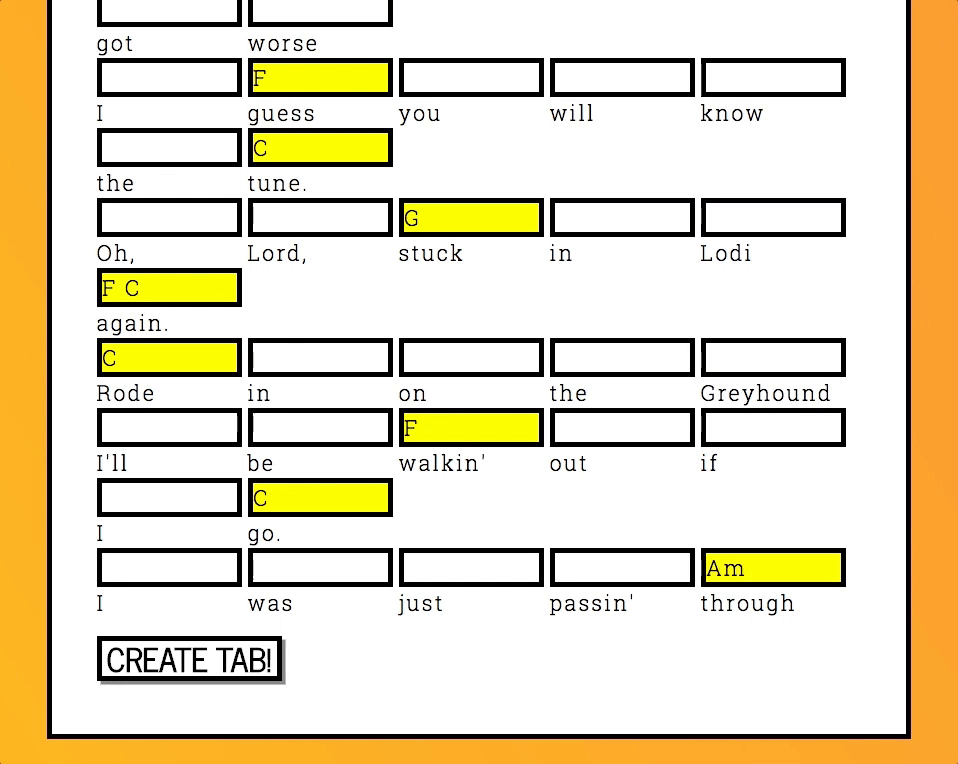 got worse
F
I guess you will know
C
the tune.
G
Oh, Lord, stuck in Lodi
F C
again.
C
Rode in on the Greyhound
F
I'll be walkin' out if
C
I go.
Am
I was just passin' through
CREATE TAB!